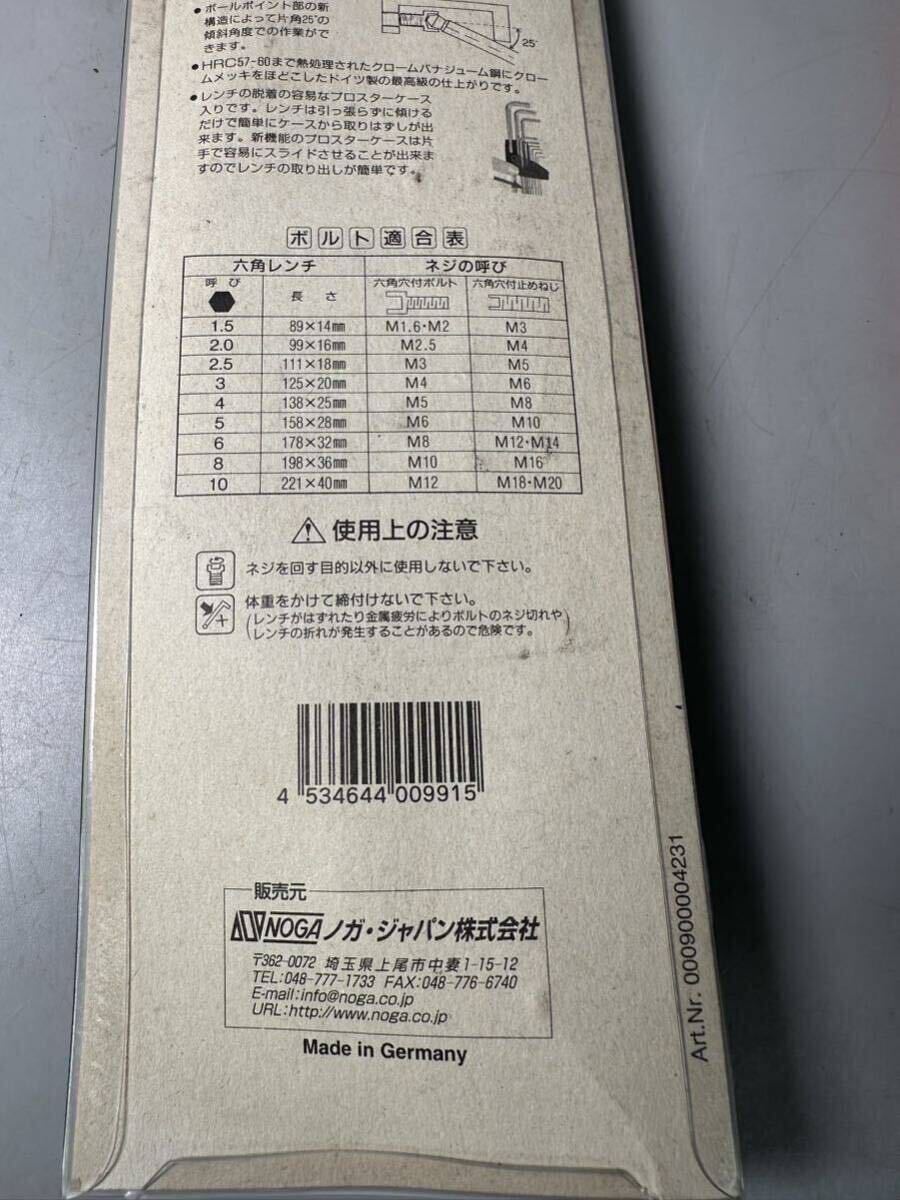 ●ボールポイント部の新
構造によって片角25°の
傾斜角度での作業がで
きます。
25°
●HRC57-60まで熱処理されたクロームバナジューム鋼にクロー
ムメッキをほどこしたドイツ製の最高級の仕上がりです。
●レンチの脱着の容易なプロスターケース
入りです。レンチは引っ張らずに傾ける
だけで簡単にケースから取りはずしが出
来ます。新機能のプロスターケースは片
手で容易にスライドさせることが出来ま
すのでレンチの取り出しが簡単です。
ボルト適合表
六角レンチ ネジの呼び
呼び 長さ 六角穴付ボルト 六角穴付止めねじ
1.5 89×14㎜ M1.6・M2 M3
2.0 99×16㎜ M2.5 M4
2.5 111×18㎜ M3 M5
3 125×20㎜ M4 M6
4 138×25㎜ M5 M8
5 158×28㎜ M6 M10
6 178×32㎜ M8 M12・M14
8 198×36㎜ M10 M16
10 221×40㎜ M12 M18・M20
使用上の注意
ネジを回す目的以外に使用しないで下さい。
体重をかけて締付けないで下さい。
(レンチがはずれたり金属疲労によりボルトのネジ切れや
レンチの折れが発生することがあるので危険です。)
4 534644 009915
販売元
NOGA ノガ・ジャパン株式会社
〒362-0072 埼玉県上尾市中妻1-15-12
TEL:048-777-1733 FAX:048-776-6740
E-mail:info@noga.co.jp
URL:http://www.noga.co.jp
Made in Germany
Art.Nr. 000900004231